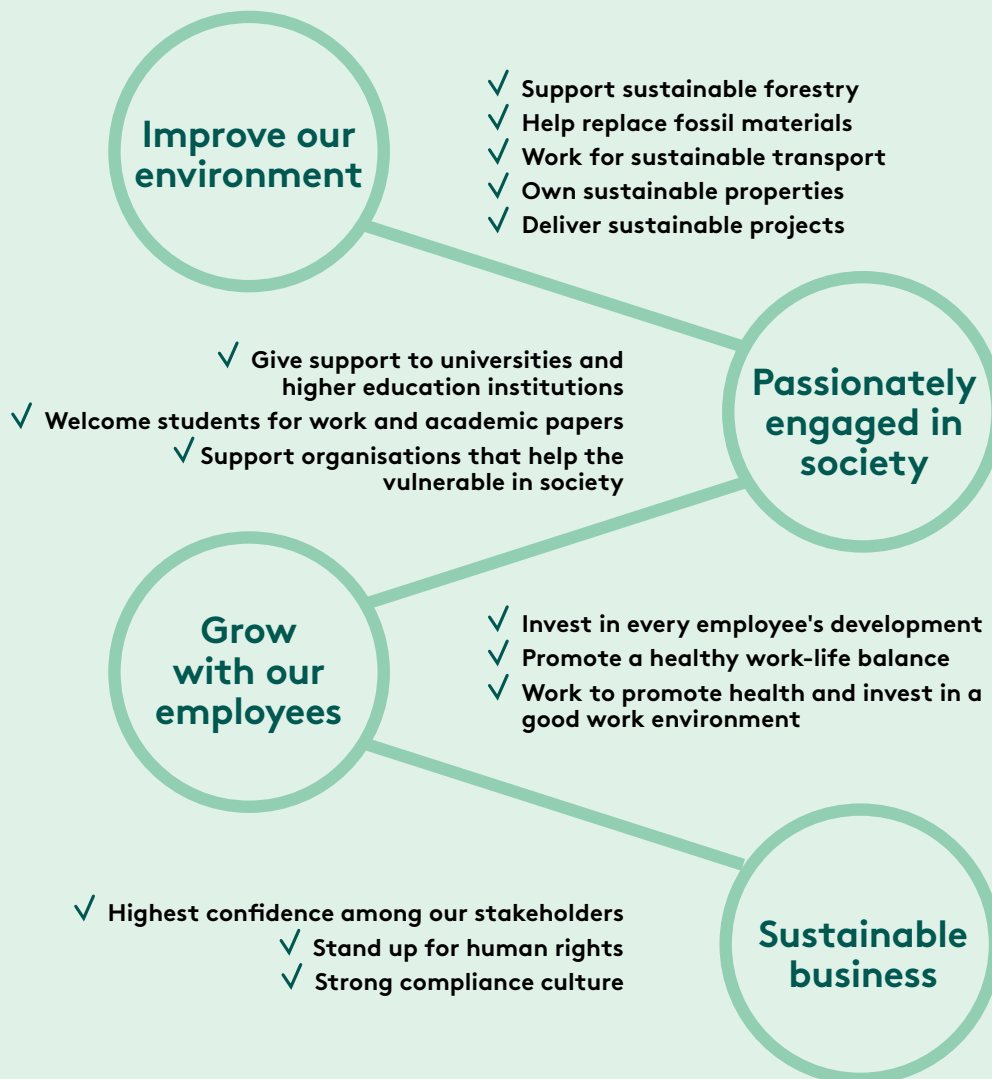 Improve our
environment
✓ Support sustainable forestry
✓ Help replace fossil materials
✓ Work for sustainable transport
✓ Own sustainable properties
✓ Deliver sustainable projects
Passionately
engaged in
society
✓ Give support to universities and
higher education institutions
✓ Welcome students for work and academic papers
✓ Support organisations that help the
vulnerable in society
Grow
with our
employees
✓ Invest in every employee's development
✓ Promote a healthy work-life balance
✓ Work to promote health and invest in a
good work environment
Sustainable
business
✓ Highest confidence among our stakeholders
✓ Stand up for human rights
✓ Strong compliance culture